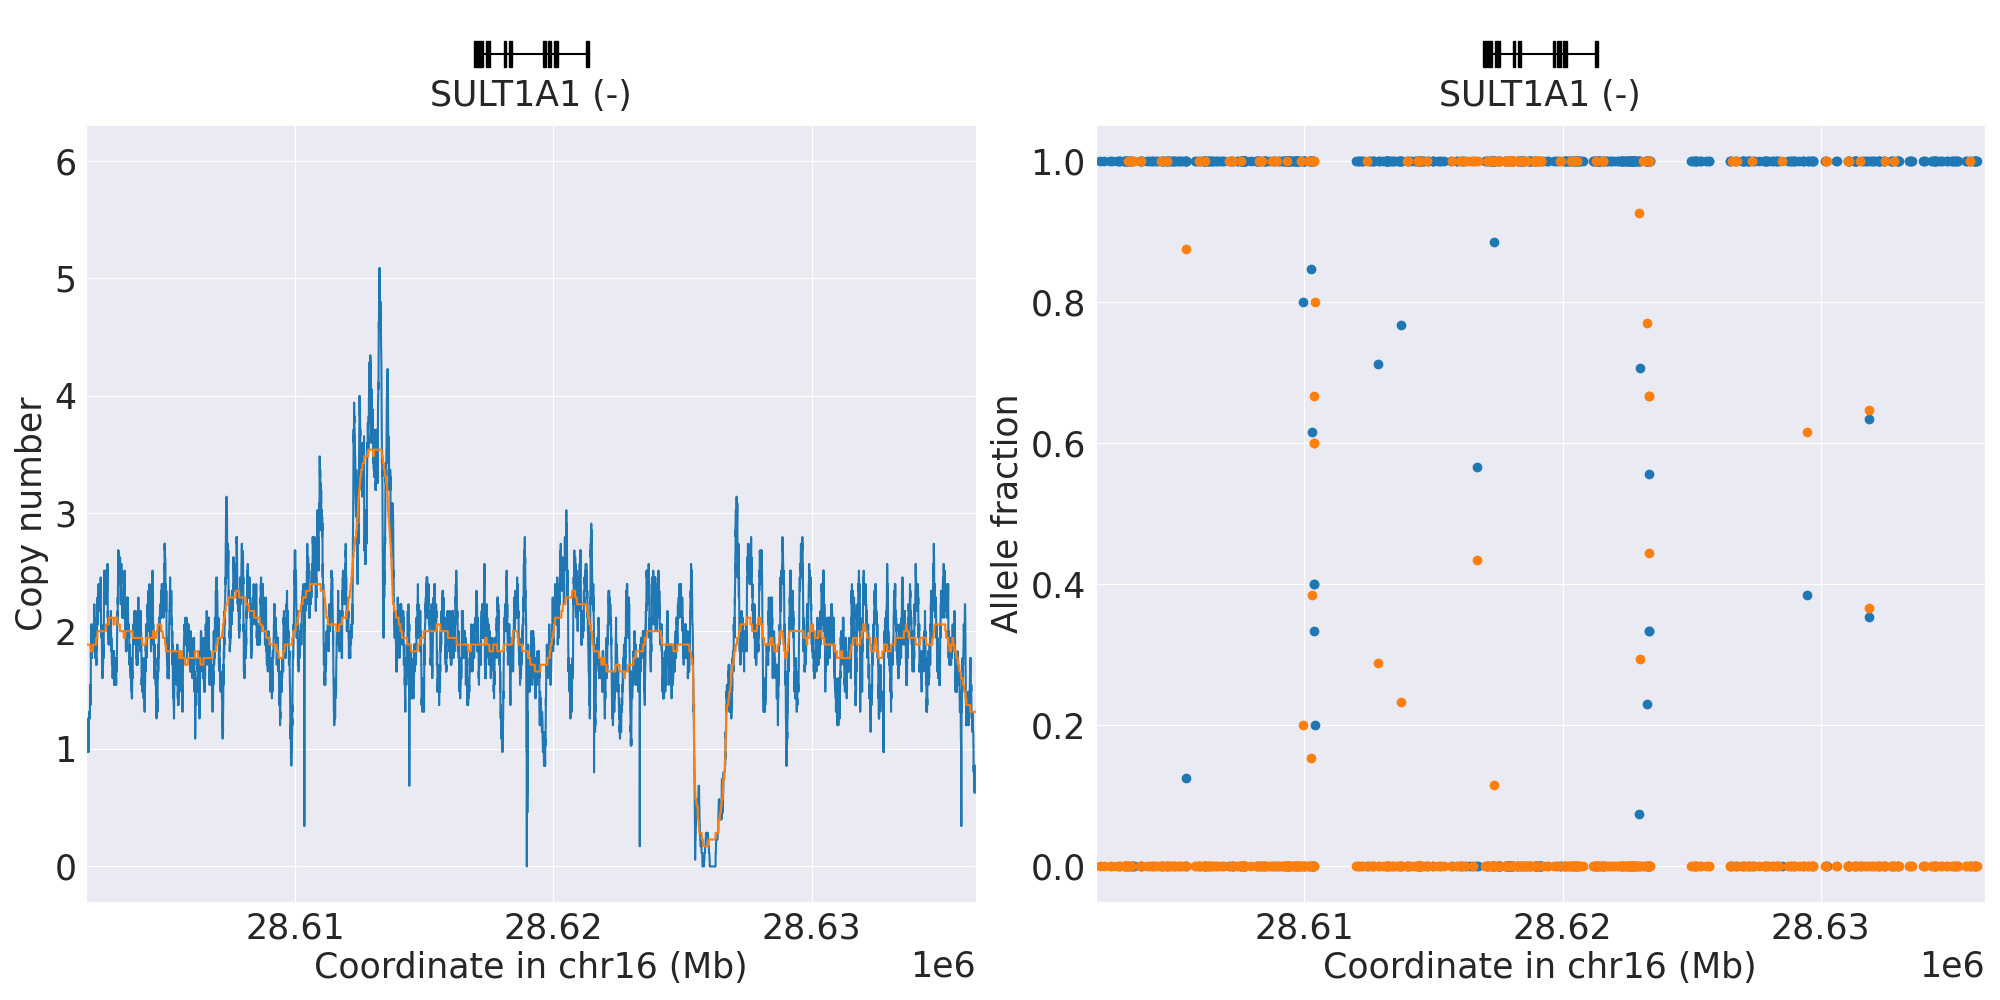 SULT1A1 (-)
6
5
4
3
2
1
0
Copy number
28.61
28.62
28.63
Coordinate in chr16 (Mb)
1e6
SULT1A1 (-)
1.0
0.8
0.6
0.4
0.2
0.0
Allele fraction
28.61
28.62
28.63
Coordinate in chr16 (Mb)
1e6